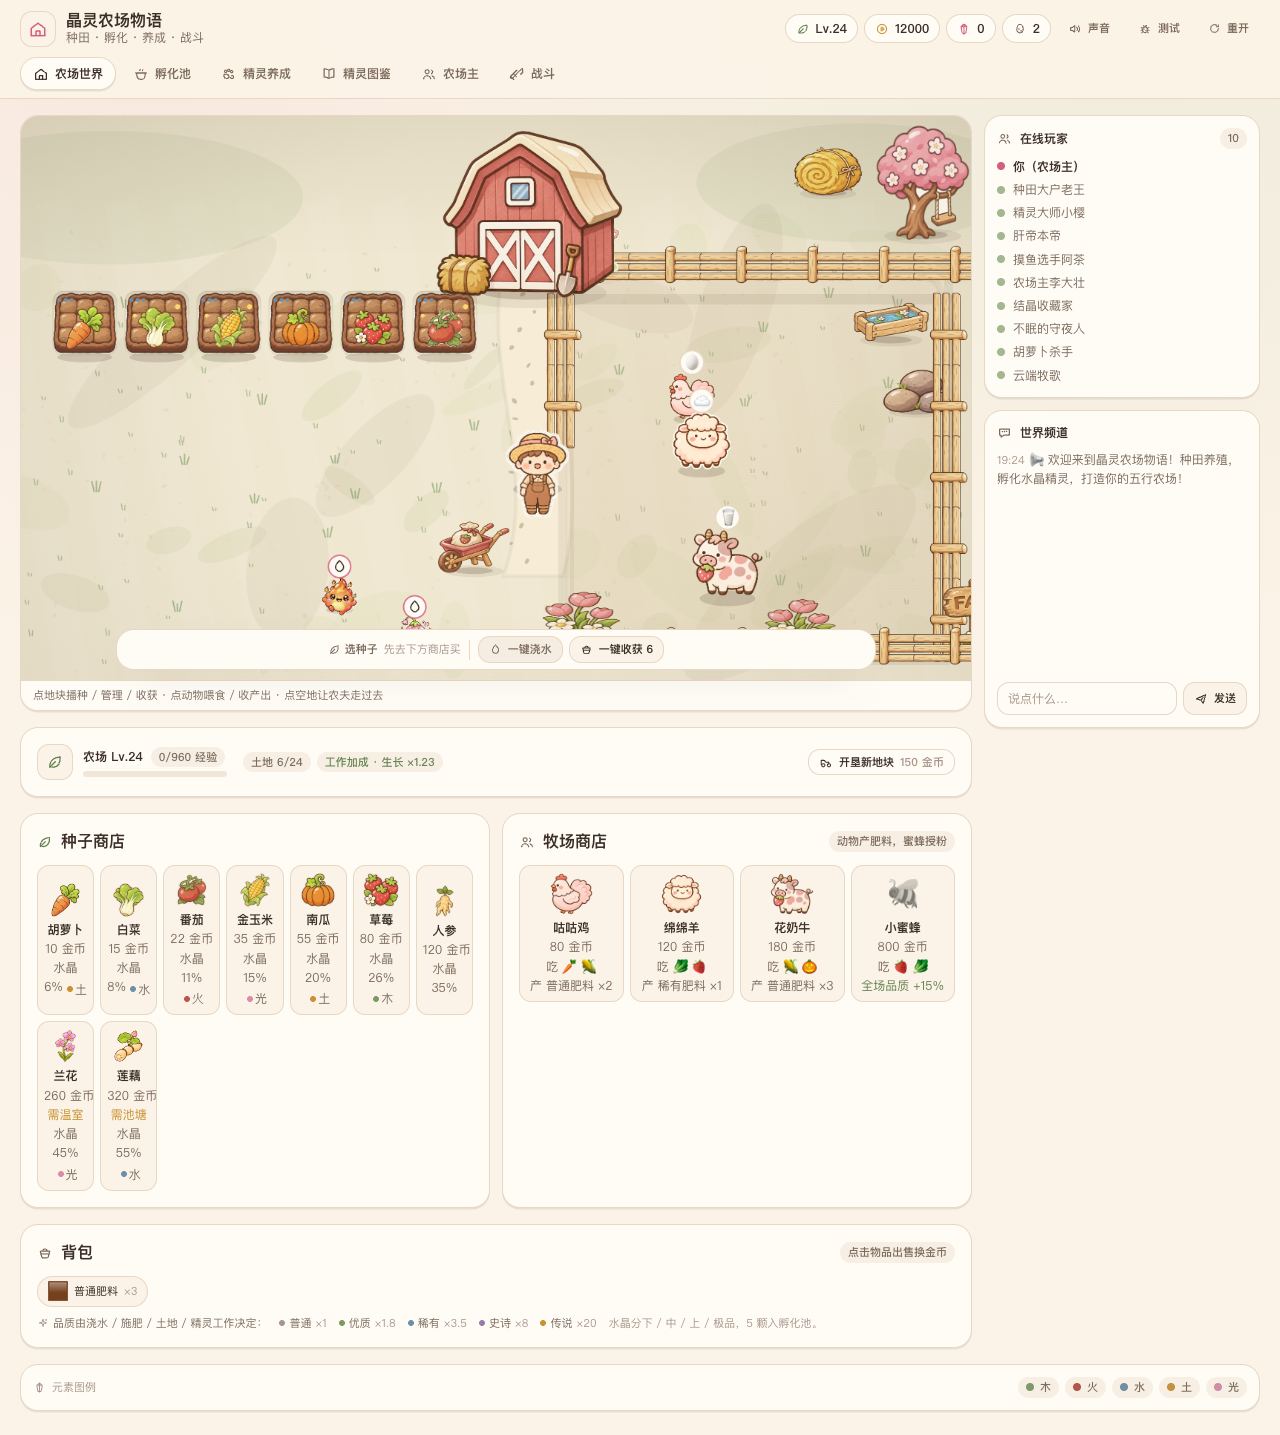 晶灵农场物语
种田 · 孵化 · 养成 · 战斗
Lv.24
12000
0
2
声音
测试
重开
农场世界
孵化池
精灵养成
精灵图鉴
农场主
战斗
选种子 先去下方商店买
一键浇水
一键收获 6
点地块播种 / 管理 / 收获 · 点动物喂食 / 收产出 · 点空地让农夫走过去
在线玩家
10
你（农场主）
种田大户老王
精灵大师小樱
肝帝本帝
摸鱼选手阿茶
农场主李大壮
结晶收藏家
不眠的守夜人
胡萝卜杀手
云端牧歌
世界频道
19:24 欢迎来到晶灵农场物语！种田养殖，
孵化水晶精灵，打造你的五行农场！
说点什么...
发送
农场 Lv.24
0/960 经验
土地 6/24
工作加成 · 生长 ×1.23
开垦新地块 150 金币
种子商店
胡萝卜
10 金币
水晶
6% 土
白菜
15 金币
水晶
8% 水
番茄
22 金币
水晶
11%
火
金玉米
35 金币
水晶
15%
光
南瓜
55 金币
水晶
20%
土
草莓
80 金币
水晶
26%
木
人参
120 金币
水晶
35%
兰花
260 金币
需温室
水晶
45%
光
莲藕
320 金币
需池塘
水晶
55%
水
牧场商店
动物产肥料，蜜蜂授粉
咕咕鸡
80 金币
吃
产 普通肥料 ×2
绵绵羊
120 金币
吃
产 稀有肥料 ×1
花奶牛
180 金币
吃
产 普通肥料 ×3
小蜜蜂
800 金币
吃
全场品质 +15%
背包
点击物品出售换金币
普通肥料 ×3
品质由浇水 / 施肥 / 土地 / 精灵工作决定： 普通 ×1 优质 ×1.8 稀有 ×3.5 史诗 ×8 传说 ×20 水晶分下 / 中 / 上 / 极品，5 颗入孵化池。
元素图例
木
火
水
土
光